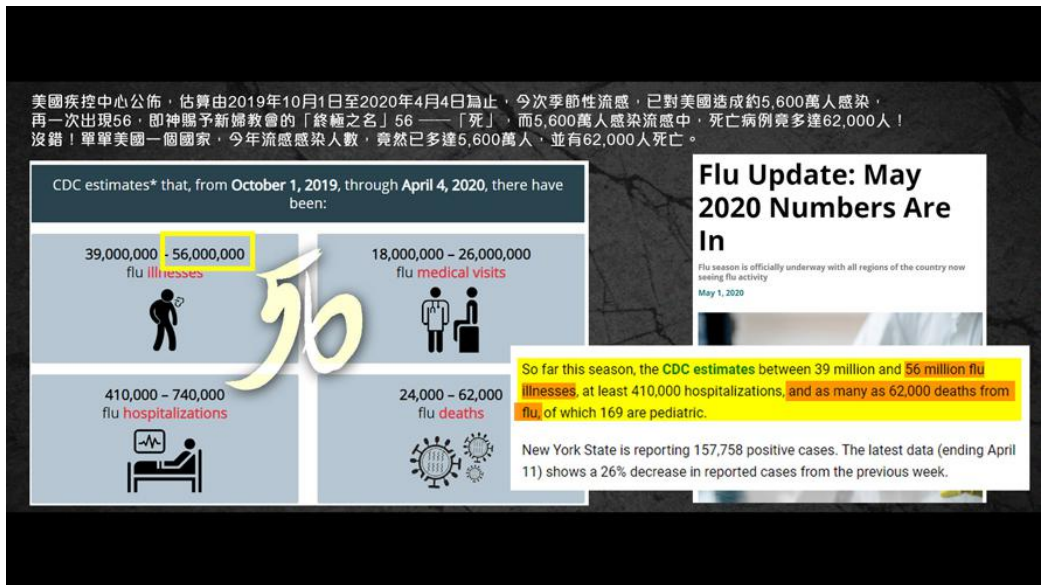 美國疾控中心公佈，估算由2019年10月1日至2020年4月4日為止，今次季節性流感，已對美國造成約5,600萬人感染，
再一次出現56，即神賜予新婦教會的「終極之名」56 ——「死」，而5,600萬人感染流感中，死亡病例竟多達62,000人！
沒錯！單單美國一個國家，今年流感感染人數，竟然已多達5,600萬人，並有62,000人死亡。
CDC estimates* that, from October 1, 2019, through April 4, 2020, there have
been:
39,000,000 – 56,000,000
flu illnesses
18,000,000 – 26,000,000
flu medical visits
56
410,000 – 740,000
flu hospitalizations
24,000 – 62,000
flu deaths
Flu Update: May
2020 Numbers Are
In
Flu season is officially underway with all regions of the country now
seeing flu activity
May 1, 2020
So far this season, the CDC estimates between 39 million and 56 million flu
illnesses, at least 410,000 hospitalizations, and as many as 62,000 deaths from
flu, of which 169 are pediatric.
New York State is reporting 157,758 positive cases. The latest data (ending April
11) shows a 26% decrease in reported cases from the previous week.